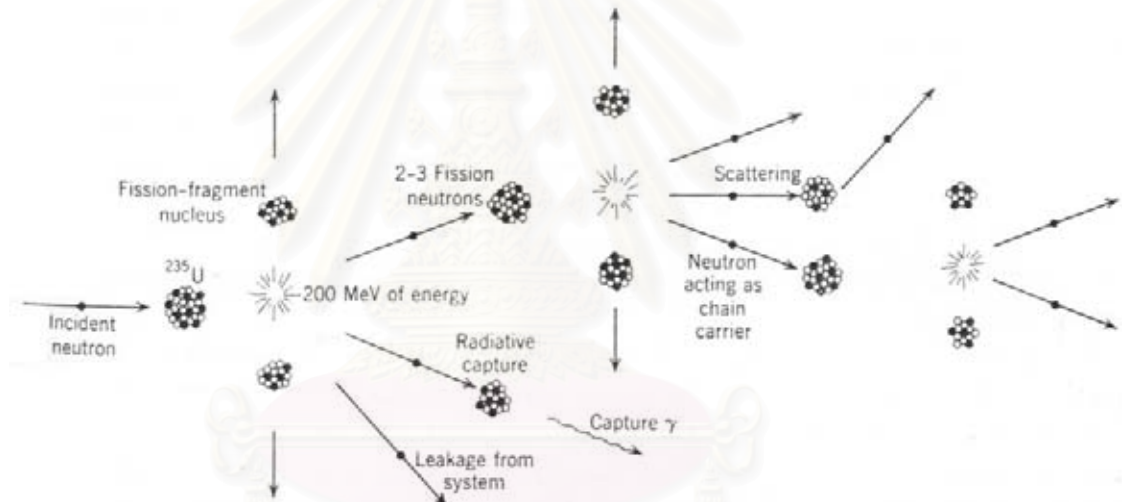 Fission-fragment
nucleus
2-3 Fission
neutrons
Scattering
235U
200 MeV of energy
Incident
neutron
Neutron
acting as
chain
carrier
Radiative
capture
Capture γ
Leakage from
system